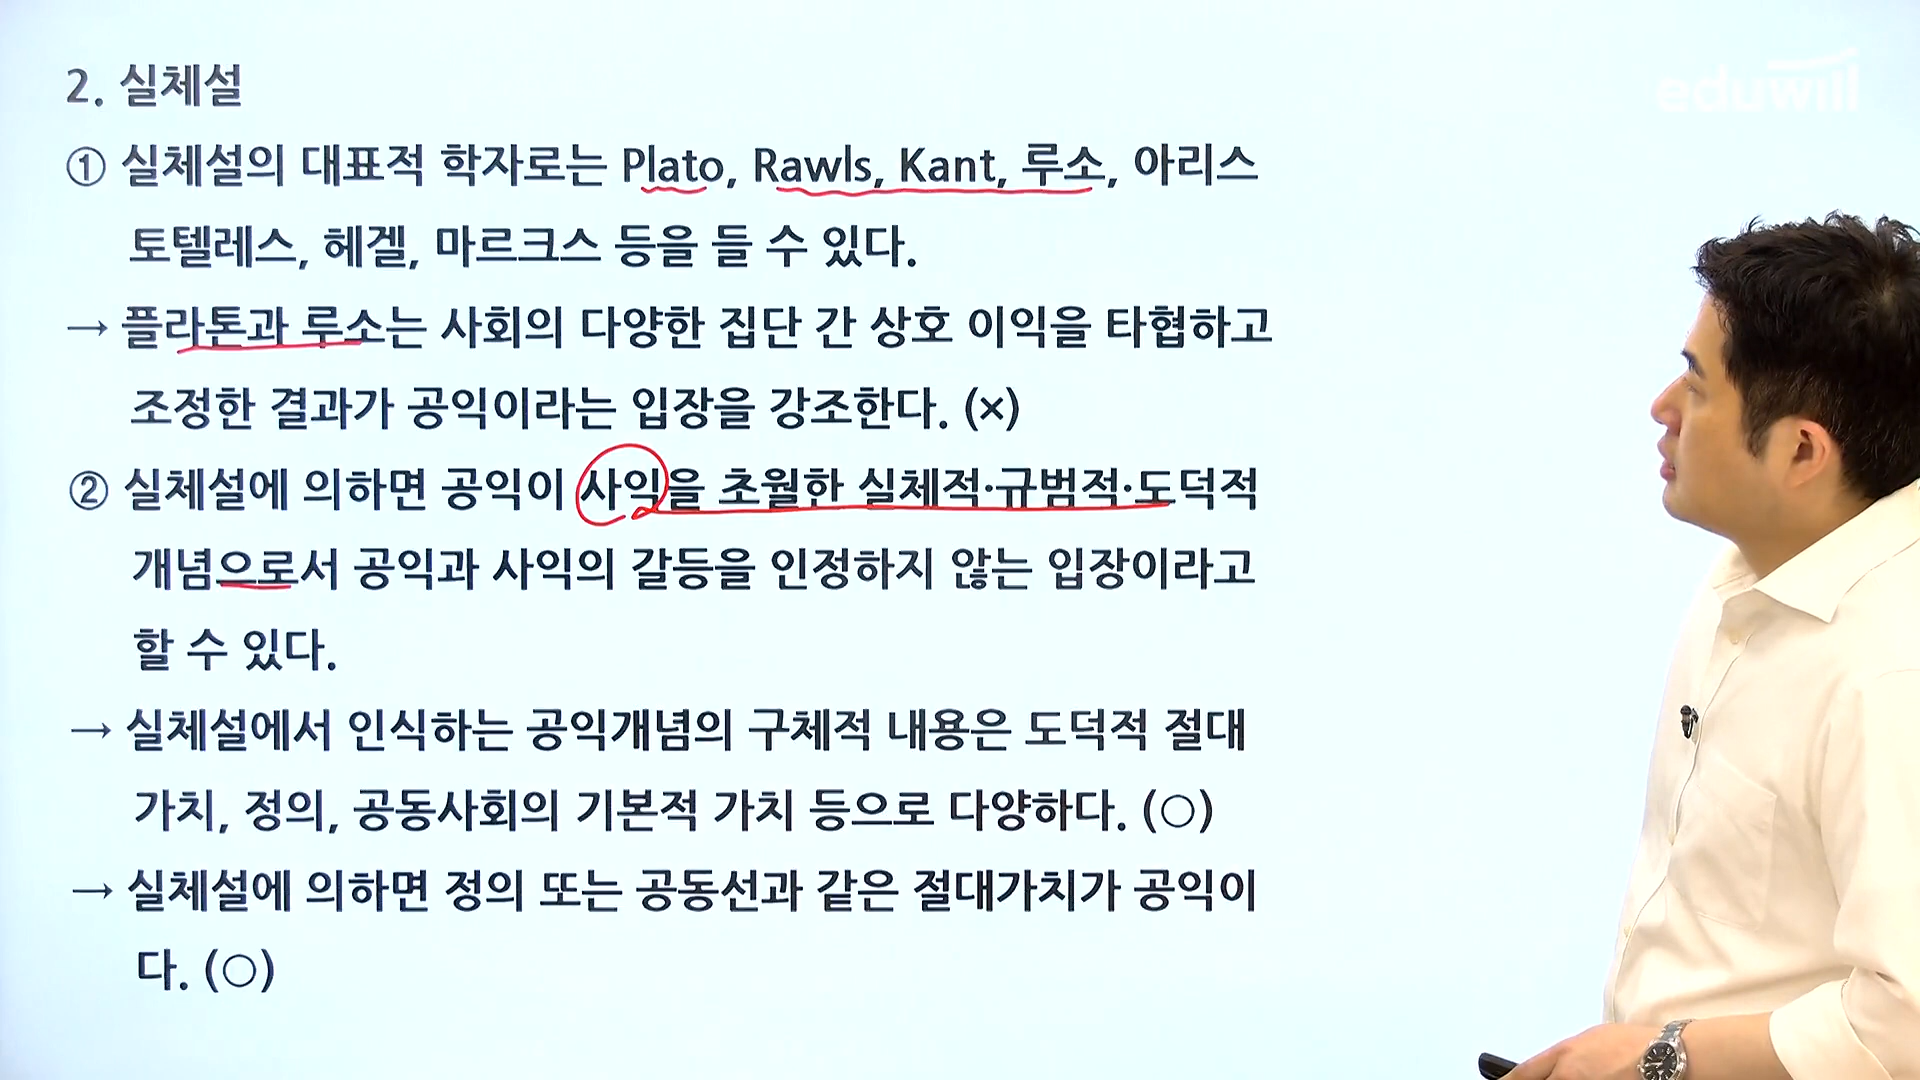 eduwill
2. 실체설
① 실체설의 대표적 학자로는 Plato, Rawls, Kant, 루소, 아리스
토텔레스, 헤겔, 마르크스 등을 들 수 있다.
→ 플라톤과 루소는 사회의 다양한 집단 간 상호 이익을 타협하고
조정한 결과가 공익이라는 입장을 강조한다. (×)
② 실체설에 의하면 공익이 사익을 초월한 실체적·규범적·도덕적
개념으로서 공익과 사익의 갈등을 인정하지 않는 입장이라고
할 수 있다.
→ 실체설에서 인식하는 공익개념의 구체적 내용은 도덕적 절대
가치, 정의, 공동사회의 기본적 가치 등으로 다양하다. (○)
→ 실체설에 의하면 정의 또는 공동선과 같은 절대가치가 공익이
다. (○)